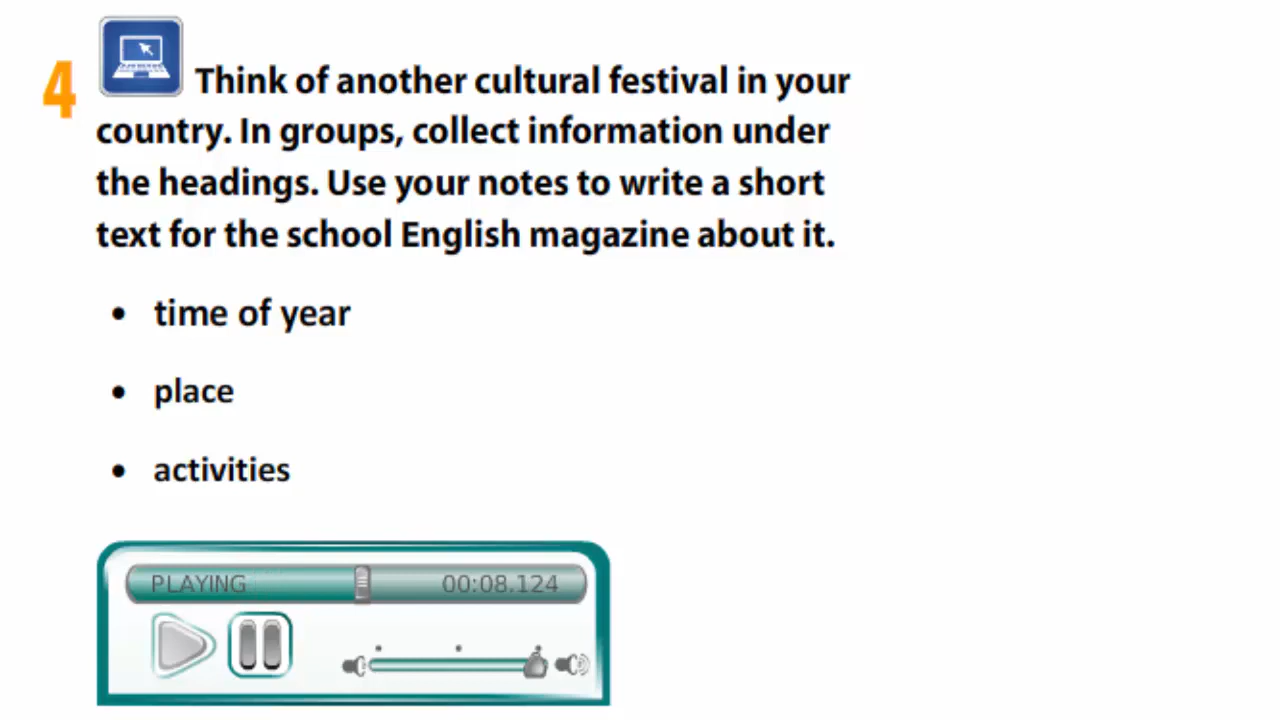 4 Think of another cultural festival in your
country. In groups, collect information under
the headings. Use your notes to write a short
text for the school English magazine about it.
• time of year
• place
• activities
PLAYING 00:08.124